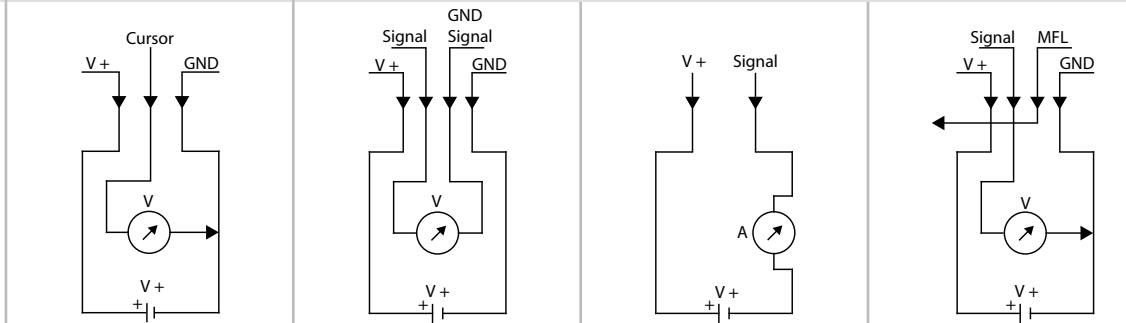 Cursor
V +
GND
V
V +
+
GND
Signal
Signal
V +
GND
V
V +
+
V +
Signal
A
V +
+
Signal
MFL
V +
GND
V
V +
+